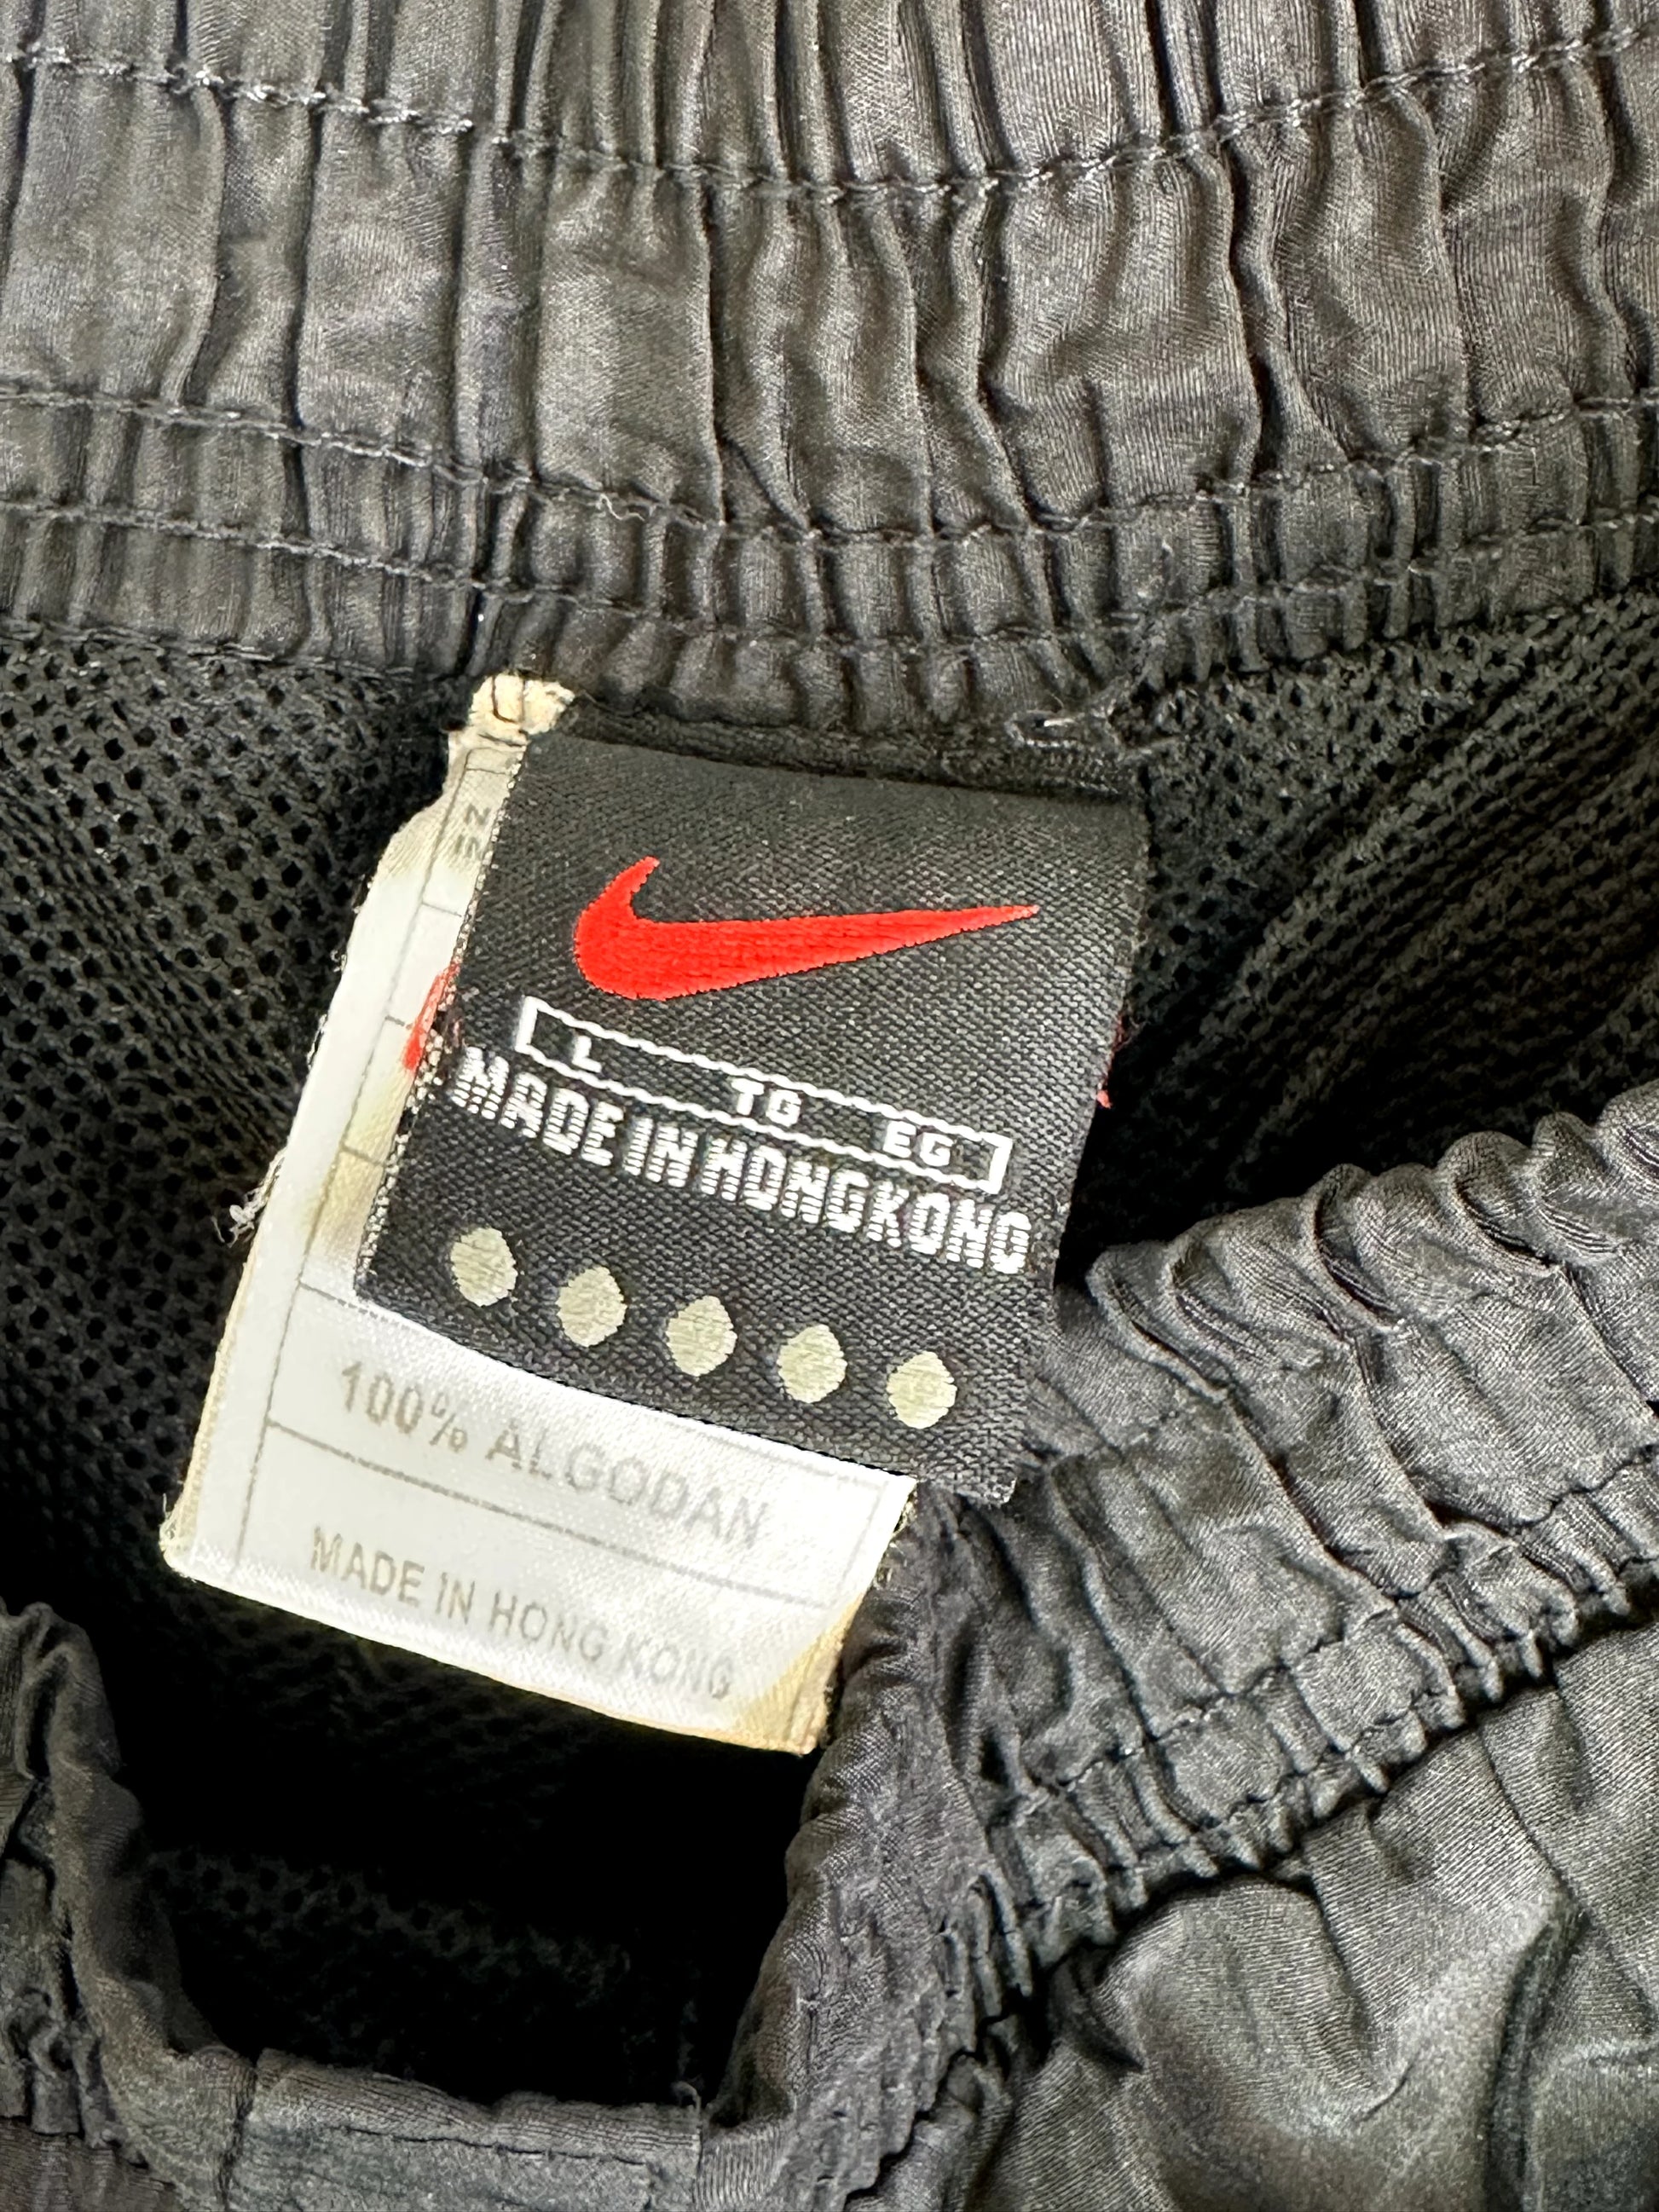 L TG EG
MADE IN HONG KONG
100% ALGODAN
MADE IN HONG KONG